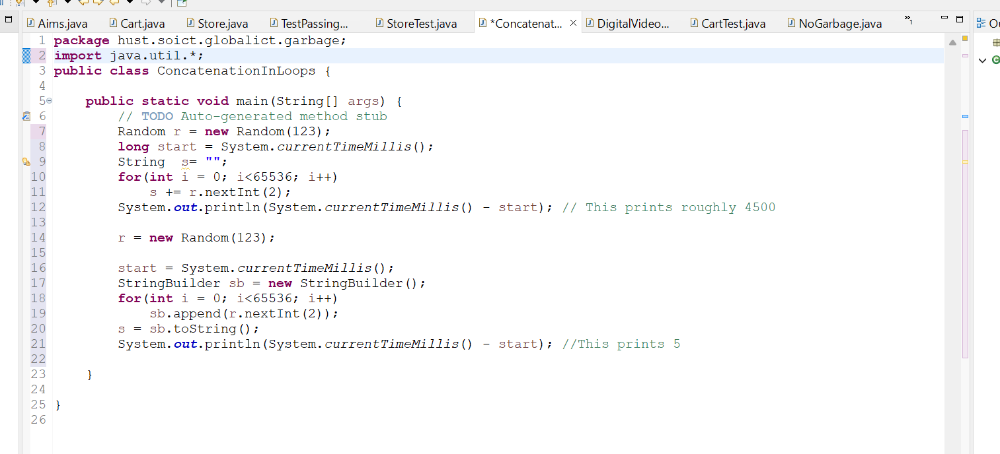 Aims.java Cart.java Store.java TestPassing... StoreTest.java *Concatenat... DigitalVideo... CartTest.java NoGarbage.java »1 Ou
1 package hust.soict.globalict.garbage;
2 import java.util.*;
3 public class ConcatenationInLoops {
4
5 public static void main(String[] args) {
6 // TODO Auto-generated method stub
7 Random r = new Random(123);
8 long start = System.currentTimeMillis();
9 String  s= "";
10 for(int i = 0; i<65536; i++)
11 s += r.nextInt(2);
12 System.out.println(System.currentTimeMillis() - start); // This prints roughly 4500
13
14 r = new Random(123);
15
16 start = System.currentTimeMillis();
17 StringBuilder sb = new StringBuilder();
18 for(int i = 0; i<65536; i++)
19 sb.append(r.nextInt(2));
20 s = sb.toString();
21 System.out.println(System.currentTimeMillis() - start); //This prints 5
22
23 }
24
25 }
26